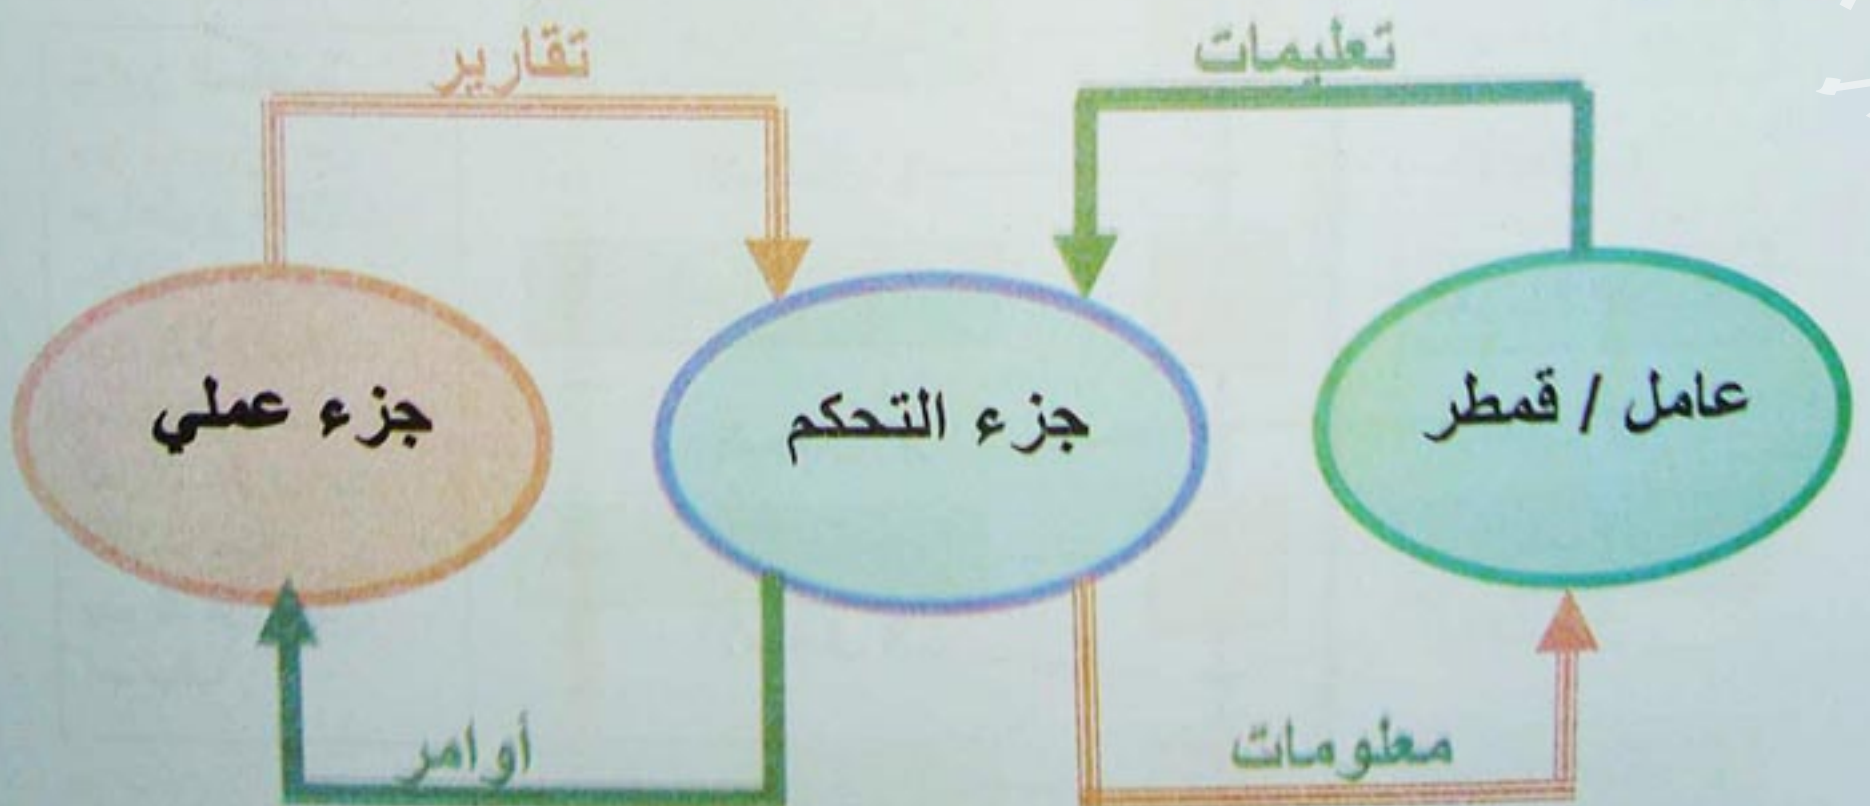 تعليمات
تقارير
عامل / قمطر
جزء التحكم
جزء عملي
معلومات
أوامر